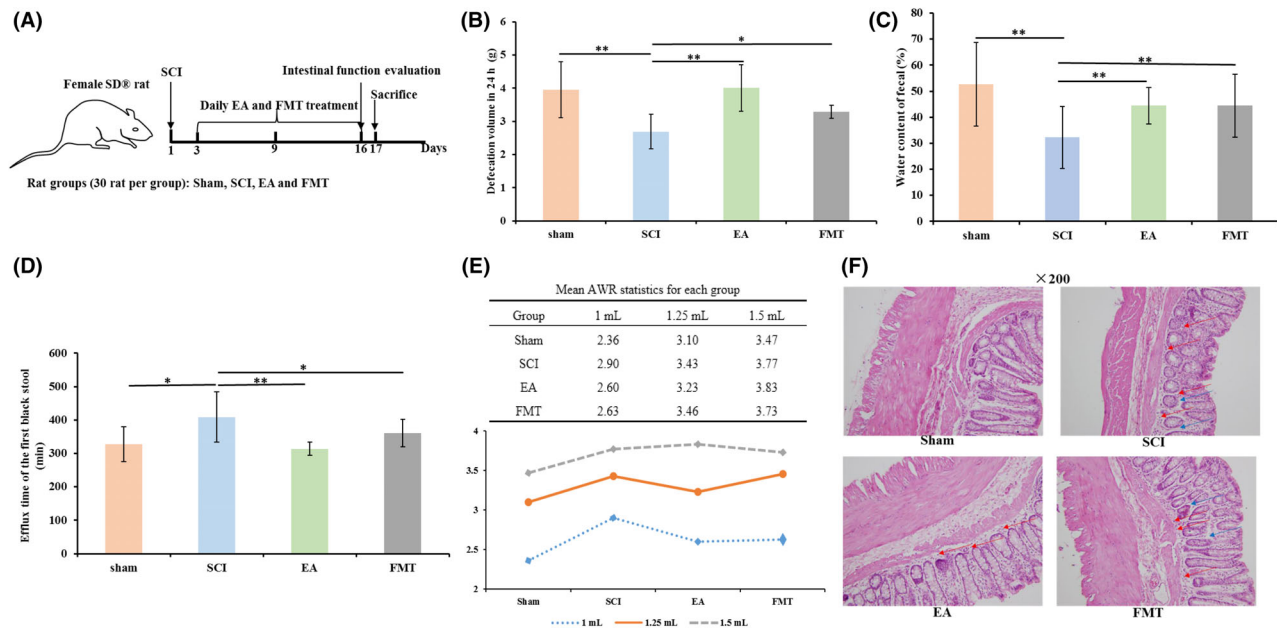 (A)
SCI
Intestinal function evaluation
Female SD® rat
Sacrifice
Daily EA and FMT treatment
1 3 9 16 17 Days
Rat groups (30 rat per group): Sham, SCI, EA and FMT
(B)
Defecation volume in 24 h (g)
6
5
4
3
2
1
0
** ** *
sham SCI EA FMT
(C)
Water content of fecal (%)
80
70
60
50
40
30
20
10
0
** ** **
sham SCI EA FMT
(D)
Efflux time of the first black stool
(min)
600
500
400
300
200
100
0
* ** *
sham SCI EA FMT
(E)
Mean AWR statistics for each group
Group 1 mL 1.25 mL 1.5 mL
Sham 2.36 3.10 3.47
SCI 2.90 3.43 3.77
EA 2.60 3.23 3.83
FMT 2.63 3.46 3.73
4
3.5
3
2.5
2
Sham SCI EA FMT
1 mL 1.25 mL 1.5 mL
(F)
×200
Sham SCI
EA FMT